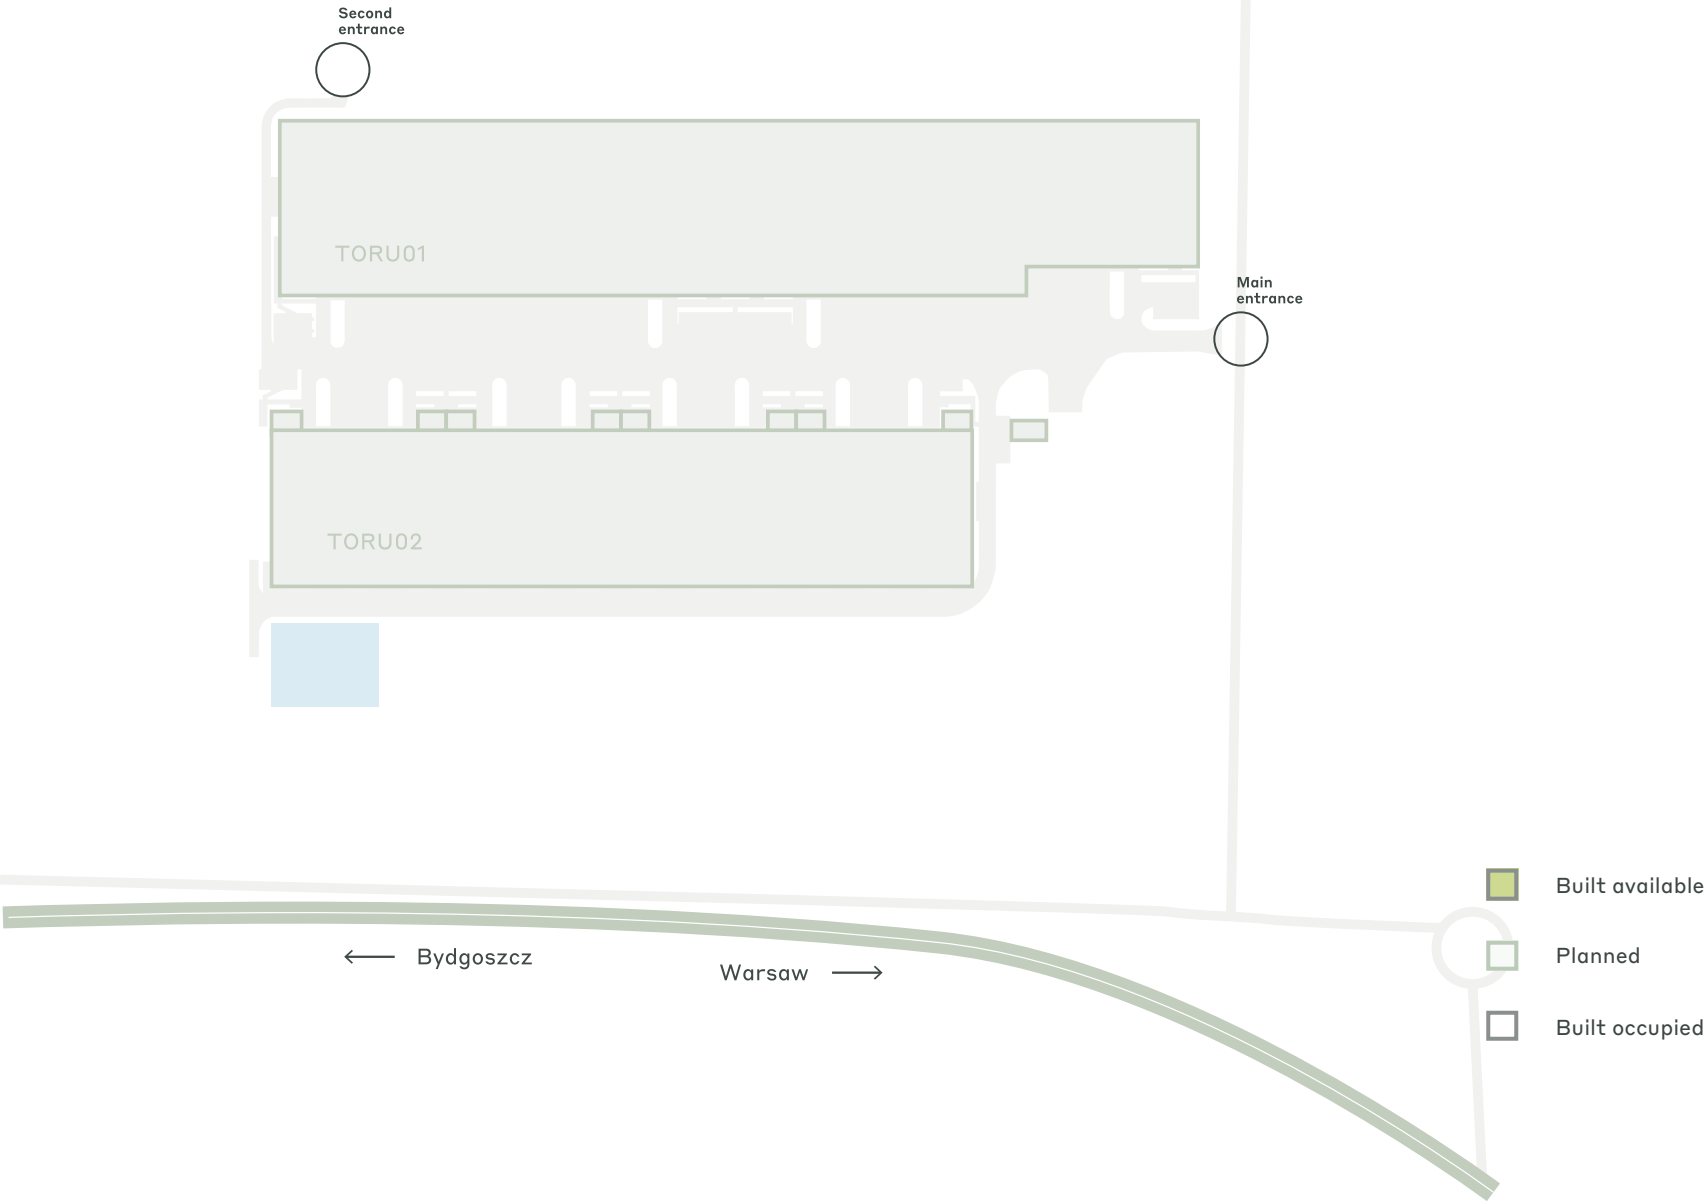 Second
entrance
TORU01
Main
entrance
TORU02
Built available
Bydgoszcz
Warsaw
Planned
Built occupied